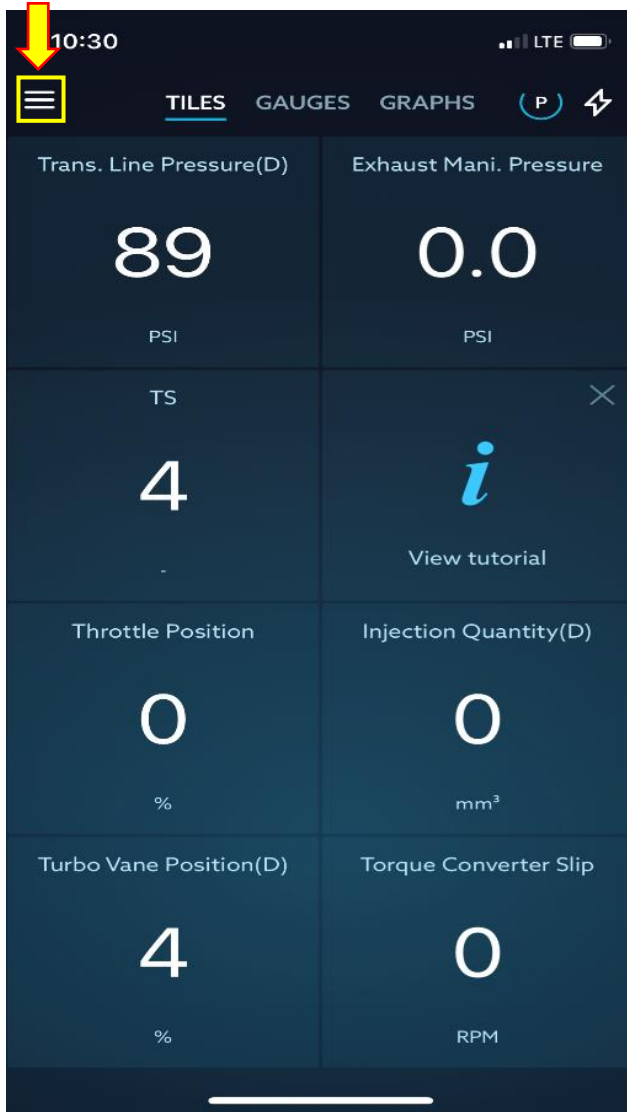 10:30 LTE
TILES GAUGES GRAPHS P
Trans. Line Pressure(D) Exhaust Mani. Pressure
89 0.0
PSI PSI
TS
4 i
- View tutorial
Throttle Position Injection Quantity(D)
0 0
% mm³
Turbo Vane Position(D) Torque Converter Slip
4 0
% RPM